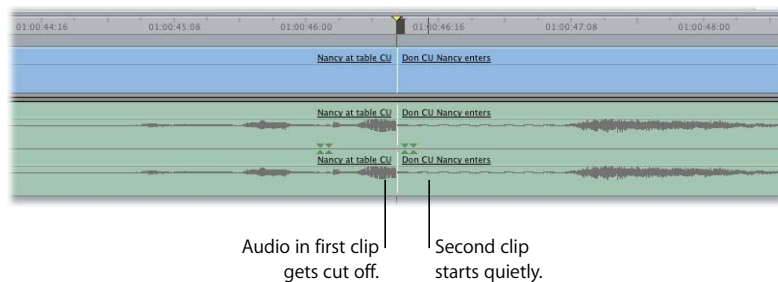 01:00:44:16 01:00:45:08 01:00:46:00 01:00:46:16 01:00:47:08 01:00:48:00
Nancy at table CU Don CU Nancy enters
Nancy at table CU Don CU Nancy enters
Nancy at table CU Don CU Nancy enters
Audio in first clip
gets cut off.
Second clip
starts quietly.